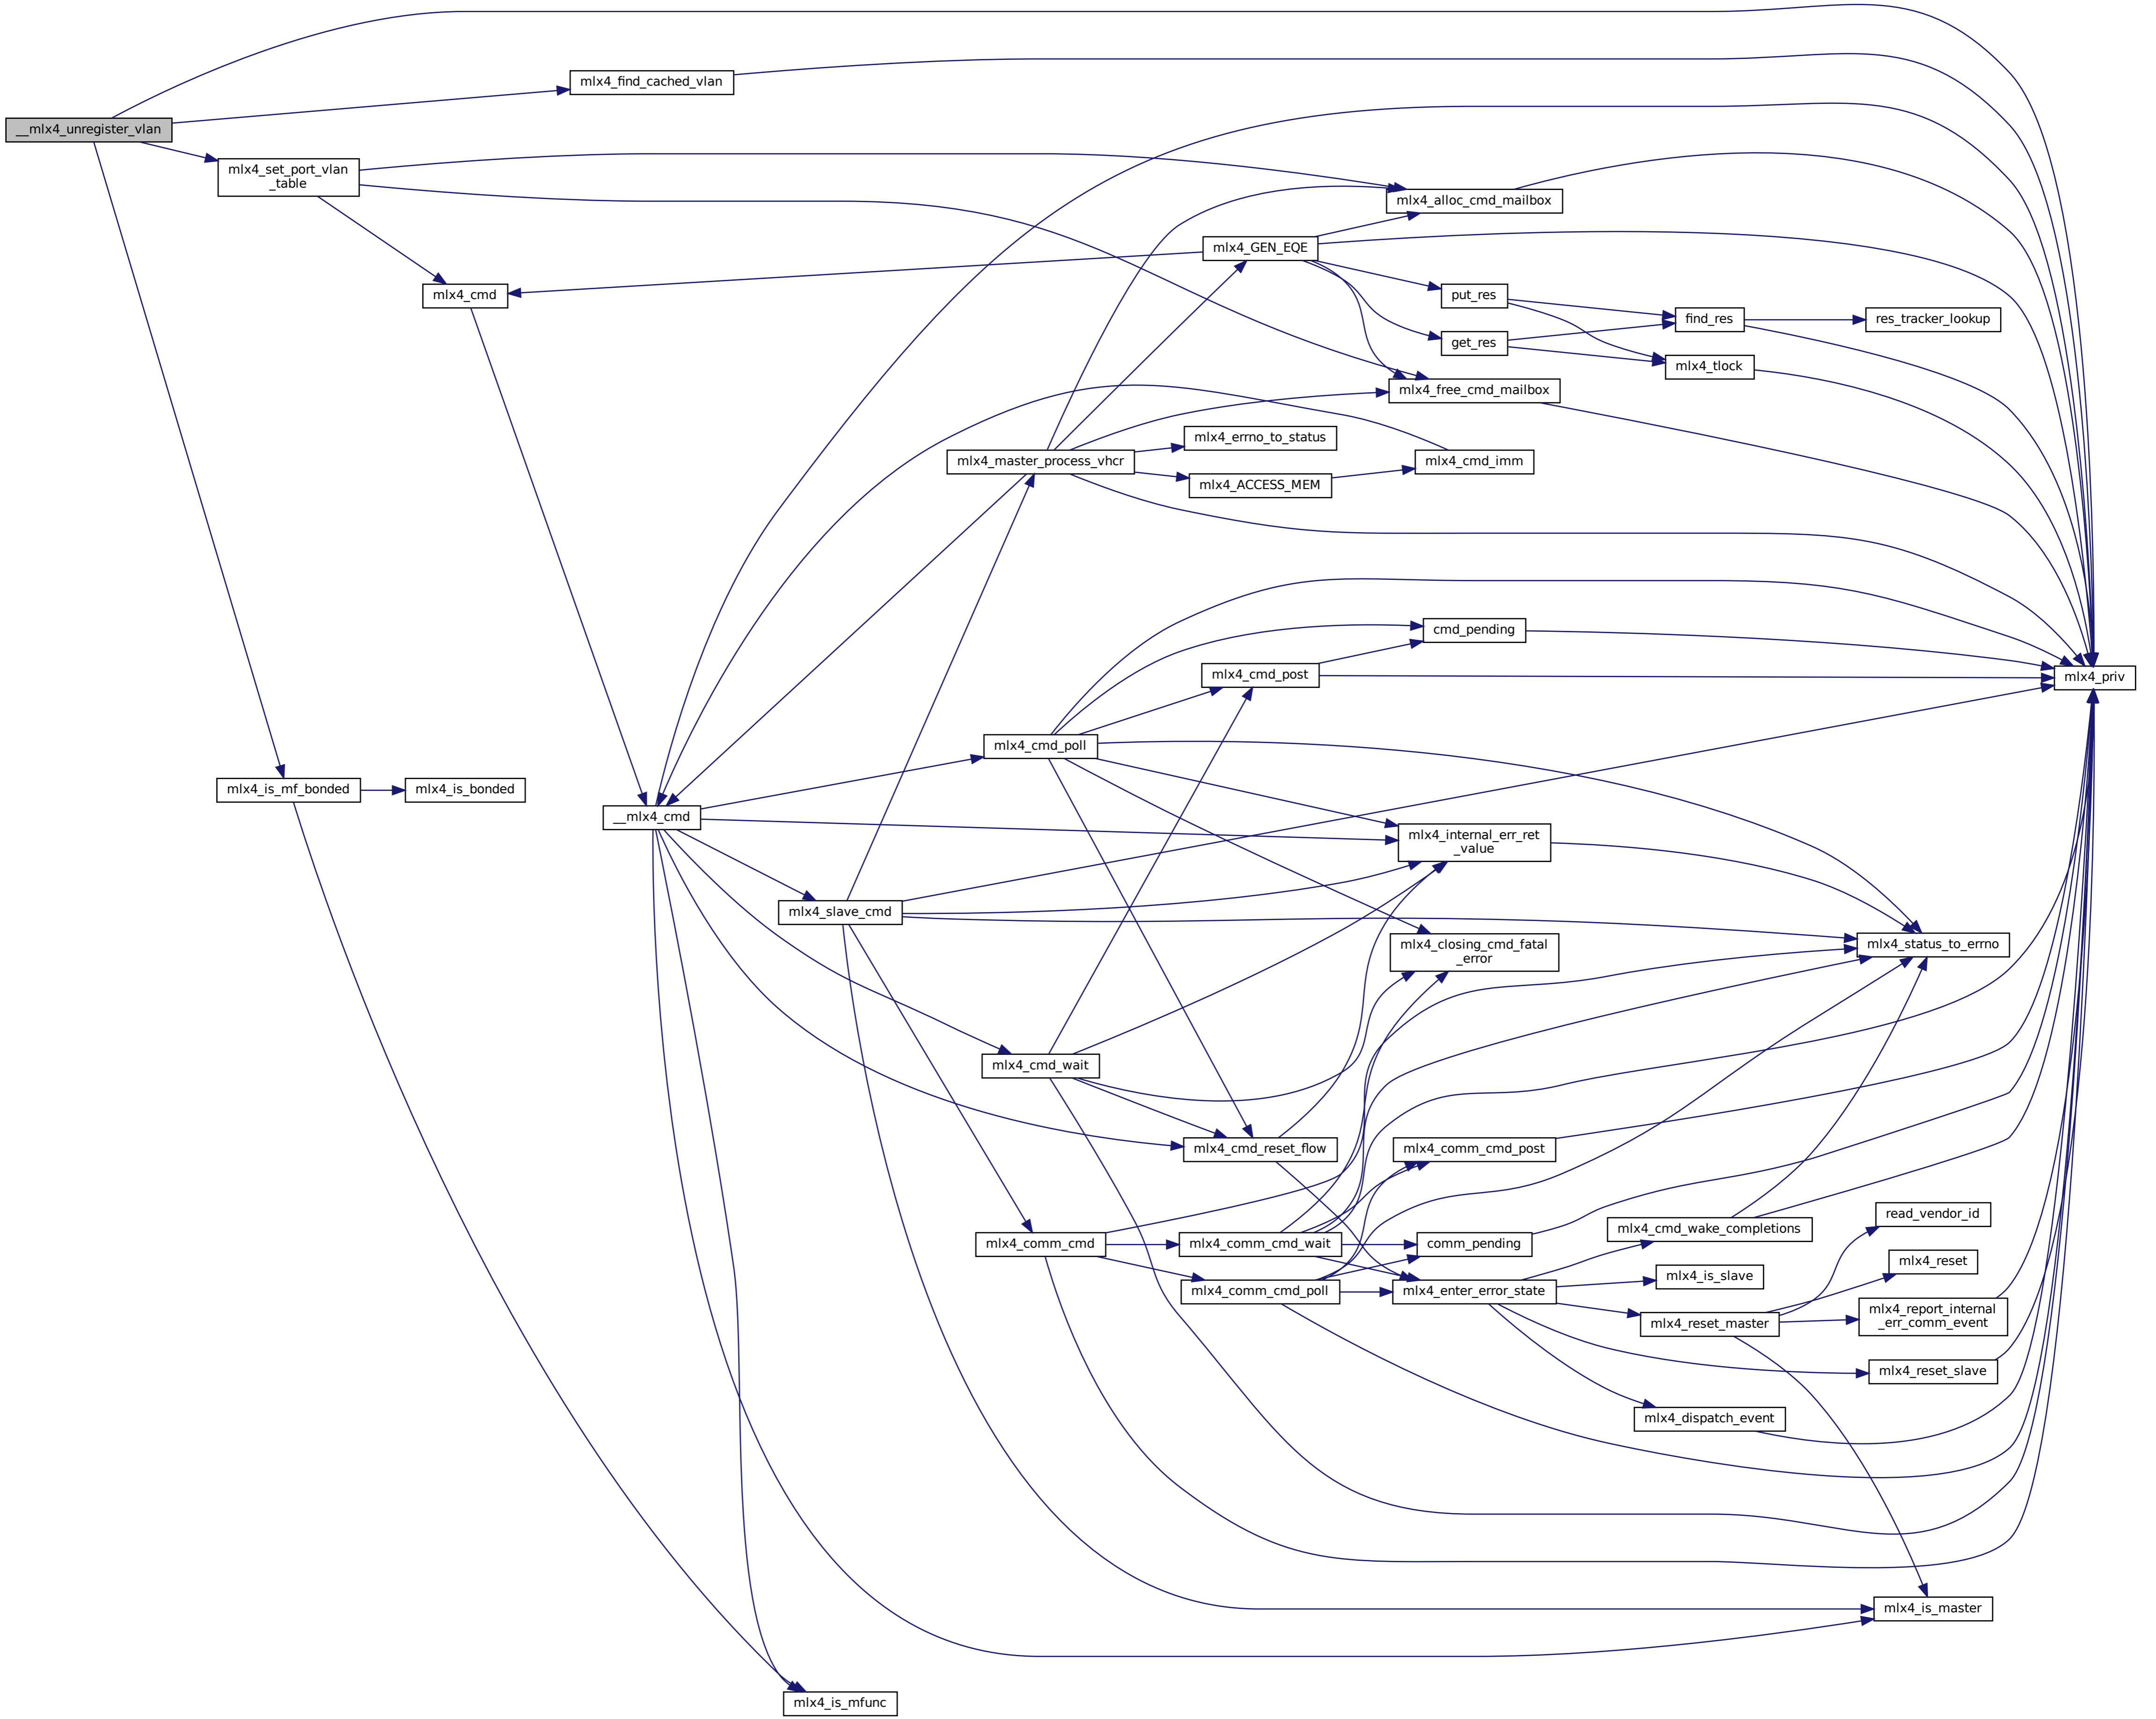 mlx4_find_cached_vlan
__mlx4_unregister_vlan
mlx4_set_port_vlan
_table
mlx4_alloc_cmd_mailbox
mlx4_GEN_EQE
mlx4_cmd
put_res
find_res
res_tracker_lookup
get_res
mlx4_tlock
mlx4_free_cmd_mailbox
mlx4_errno_to_status
mlx4_master_process_vhcr
mlx4_cmd_imm
mlx4_ACCESS_MEM
cmd_pending
mlx4_cmd_post
mlx4_priv
mlx4_cmd_poll
mlx4_is_mf_bonded
mlx4_is_bonded
__mlx4_cmd
mlx4_internal_err_ret
_value
mlx4_slave_cmd
mlx4_closing_cmd_fatal
_error
mlx4_status_to_errno
mlx4_cmd_wait
mlx4_cmd_reset_flow
mlx4_comm_cmd_post
read_vendor_id
mlx4_cmd_wake_completions
mlx4_comm_cmd
mlx4_comm_cmd_wait
comm_pending
mlx4_reset
mlx4_is_slave
mlx4_comm_cmd_poll
mlx4_enter_error_state
mlx4_report_internal
_err_comm_event
mlx4_reset_master
mlx4_reset_slave
mlx4_dispatch_event
mlx4_is_master
mlx4_is_mfunc